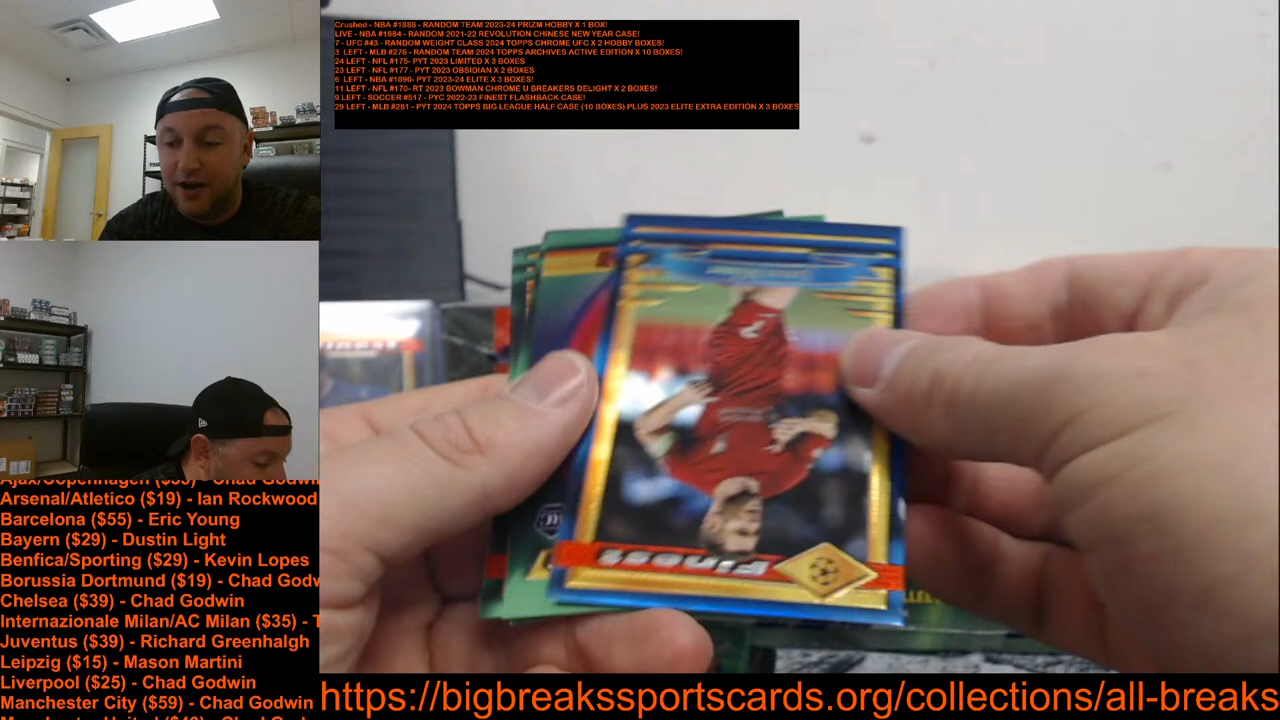 Crushed - NBA #1886 - RANDOM TEAM 2023-24 PRIZM HOBBY X 1 BOX!
LIVE - NBA #1884 - RANDOM 2021-22 REVOLUTION CHINESE NEW YEAR CASE!
7 - UFC #43 - RANDOM WEIGHT CLASS 2024 TOPPS CHROME UFC X 2 HOBBY BOXES!
3 LEFT - MLB #276 - RANDOM TEAM 2024 TOPPS ARCHIVES ACTIVE EDITION X 10 BOXES!
24 LEFT - NFL #175- PYT 2023 LIMITED X 3 BOXES
23 LEFT - NFL #177 - PYT 2023 OBSIDIAN X 2 BOXES
6 LEFT - NBA #1890- PYT 2023-24 ELITE X 3 BOXES!
11 LEFT - NFL #170- RT 2023 BOWMAN CHROME U BREAKERS DELIGHT X 2 BOXES!
9 LEFT - SOCCER #517 - PYC 2022-23 FINEST FLASHBACK CASE!
29 LEFT - MLB #281 - PYT 2024 TOPPS BIG LEAGUE HALF CASE (10 BOXES) PLUS 2023 ELITE EXTRA EDITION X 3 BOXES
Finest
Arsenal/Atletico ($19) - Ian Rockwood
Barcelona ($55) - Eric Young
Bayern ($29) - Dustin Light
Benfica/Sporting ($29) - Kevin Lopes
Borussia Dortmund ($19) - Chad Godw
Chelsea ($39) - Chad Godwin
Internazionale Milan/AC Milan ($35) - T
Juventus ($39) - Richard Greenhalgh
Leipzig ($15) - Mason Martini
Liverpool ($25) - Chad Godwin
Manchester City ($59) - Chad Godwin
https://bigbreakssportscards.org/collections/all-breaks